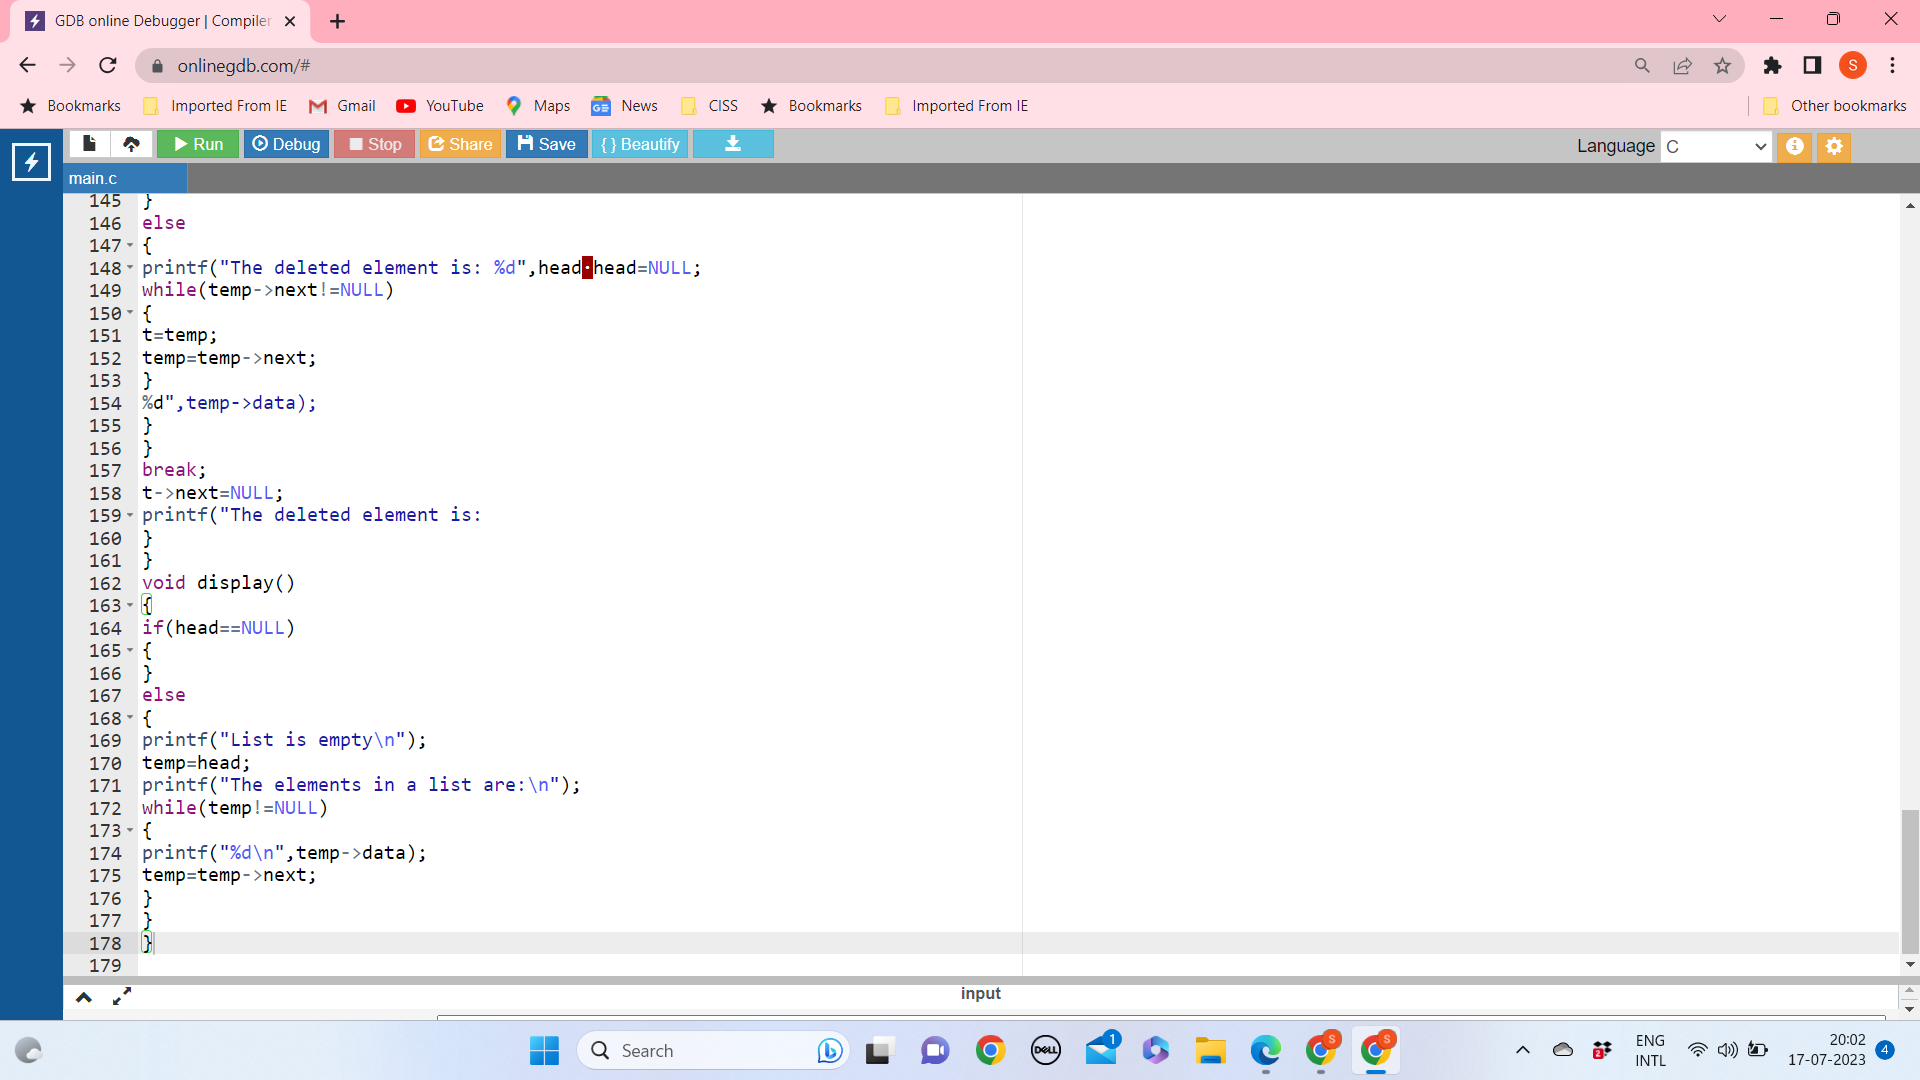 GDB online Debugger | Compiler
onlinegdb.com/#
S
Bookmarks Imported From IE Gmail YouTube Maps News CISS Bookmarks Imported From IE Other bookmarks
Run Debug Stop Share Save { } Beautify Language C
main.c
145 }
146 else
147 {
148 printf("The deleted element is: %d",head·head=NULL;
149 while(temp->next!=NULL)
150 {
151 t=temp;
152 temp=temp->next;
153 }
154 %d",temp->data);
155 }
156 }
157 break;
158 t->next=NULL;
159 printf("The deleted element is:
160 }
161 }
162 void display()
163 {
164 if(head==NULL)
165 {
166 }
167 else
168 {
169 printf("List is empty\n");
170 temp=head;
171 printf("The elements in a list are:\n");
172 while(temp!=NULL)
173 {
174 printf("%d\n",temp->data);
175 temp=temp->next;
176 }
177 }
178 }
179
input
Search DELL 1 S S 2 ENG 20:02 4
INTL 17-07-2023